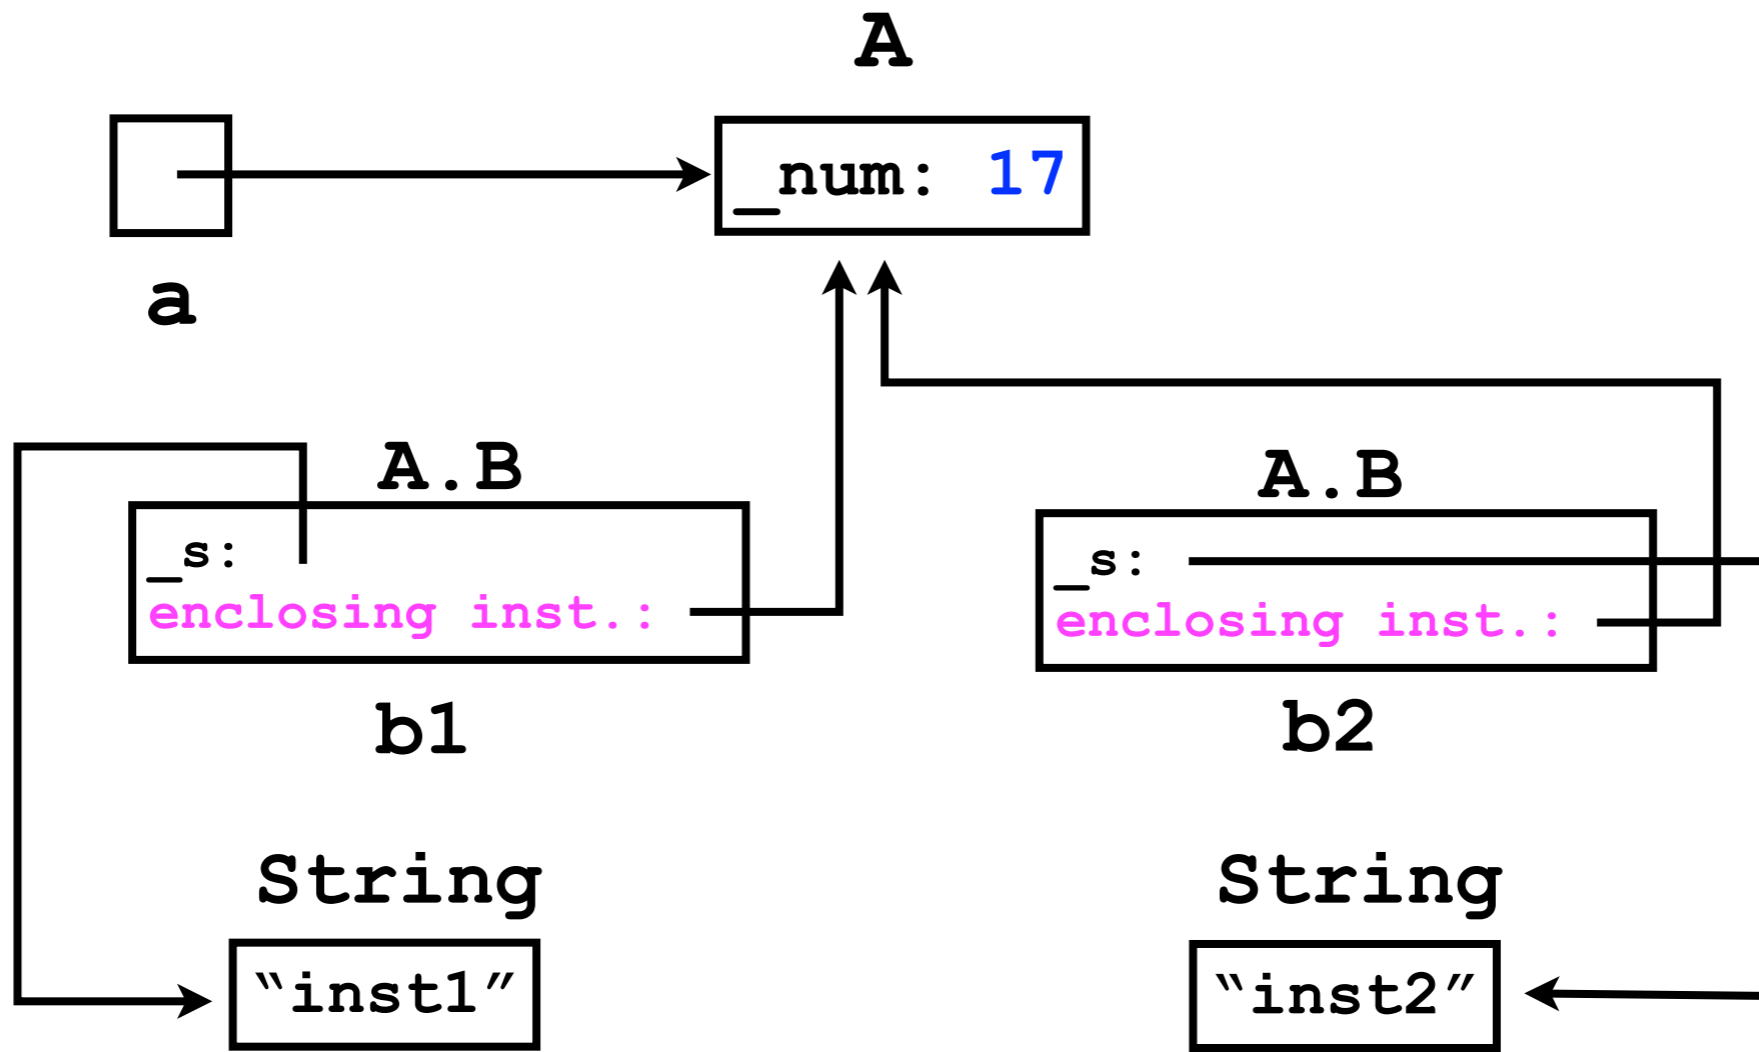 A
_num: 17
a
A.B
_s:
enclosing inst.:
b1
A.B
_s:
enclosing inst.:
b2
String
“inst1”
String
“inst2”